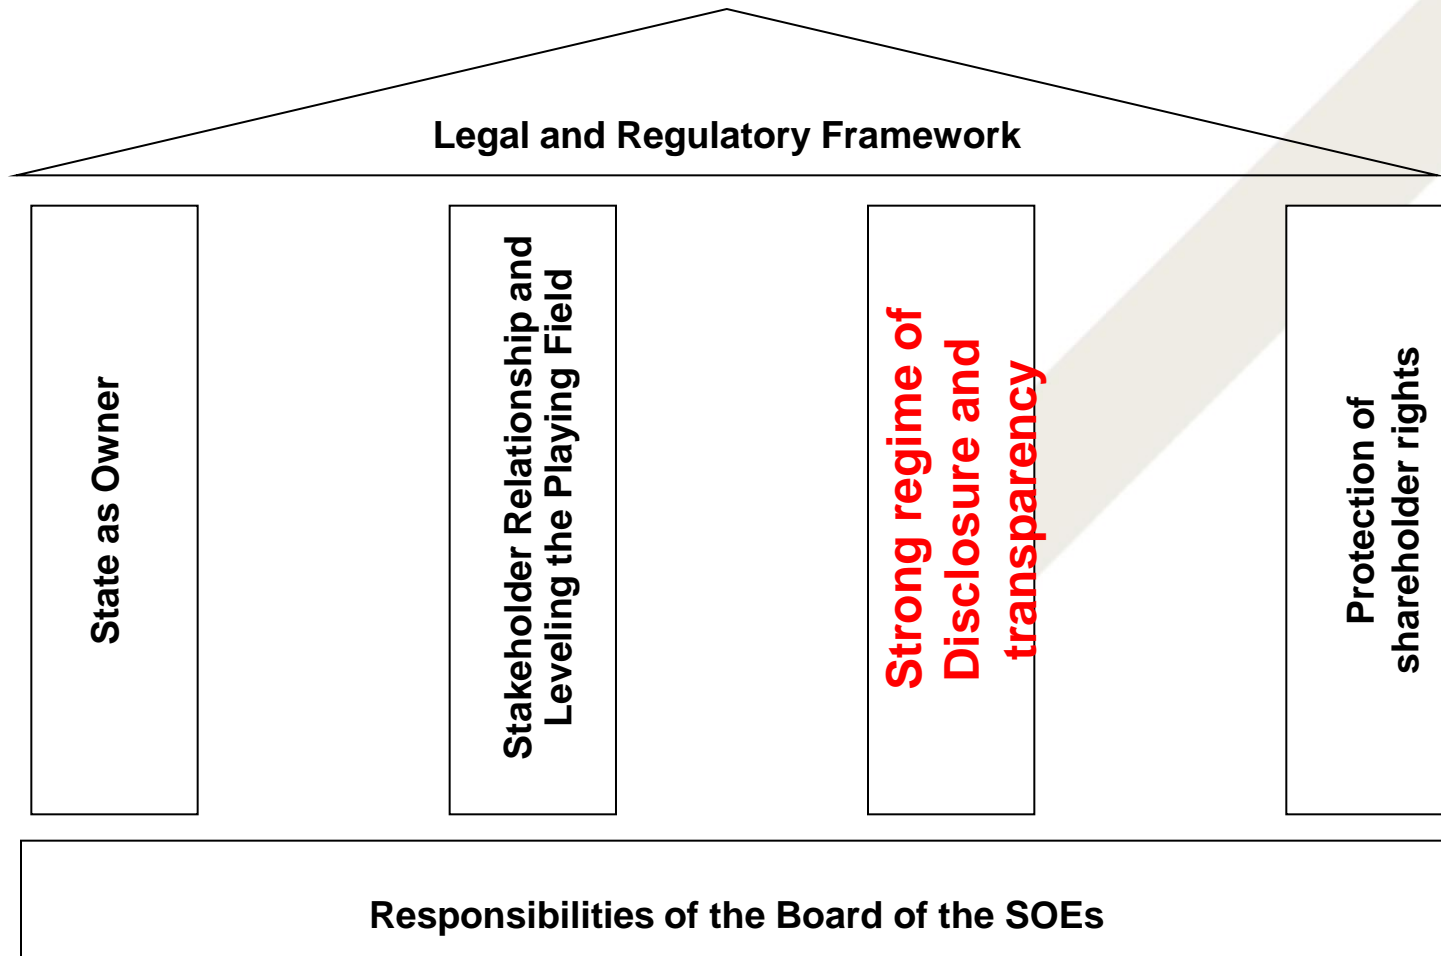 Legal and Regulatory Framework
State as Owner
Stakeholder Relationship and
Leveling the Playing Field
Strong regime of
Disclosure and
transparency
Protection of
shareholder rights
Responsibilities of the Board of the SOEs